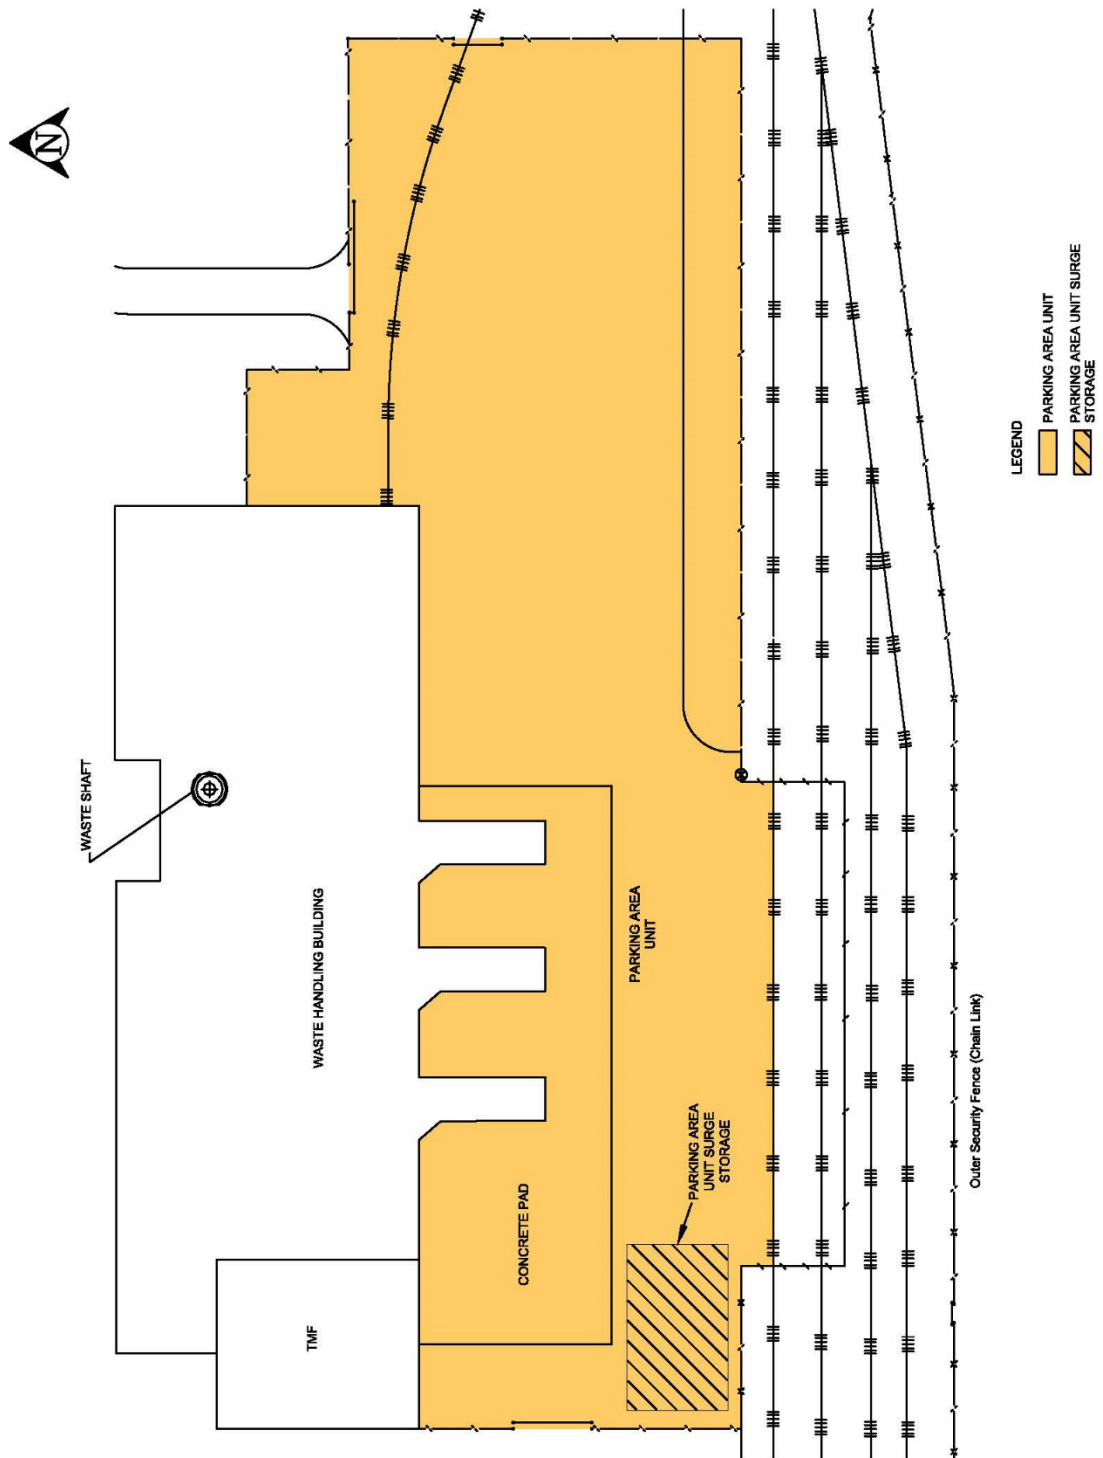 N
WASTE SHAFT
WASTE HANDLING BUILDING
TMF
CONCRETE PAD
PARKING AREA
UNIT
PARKING AREA
UNIT SURGE
STORAGE
Outer Security Fence (Chain Link)
LEGEND
PARKING AREA UNIT
PARKING AREA UNIT SURGE
STORAGE